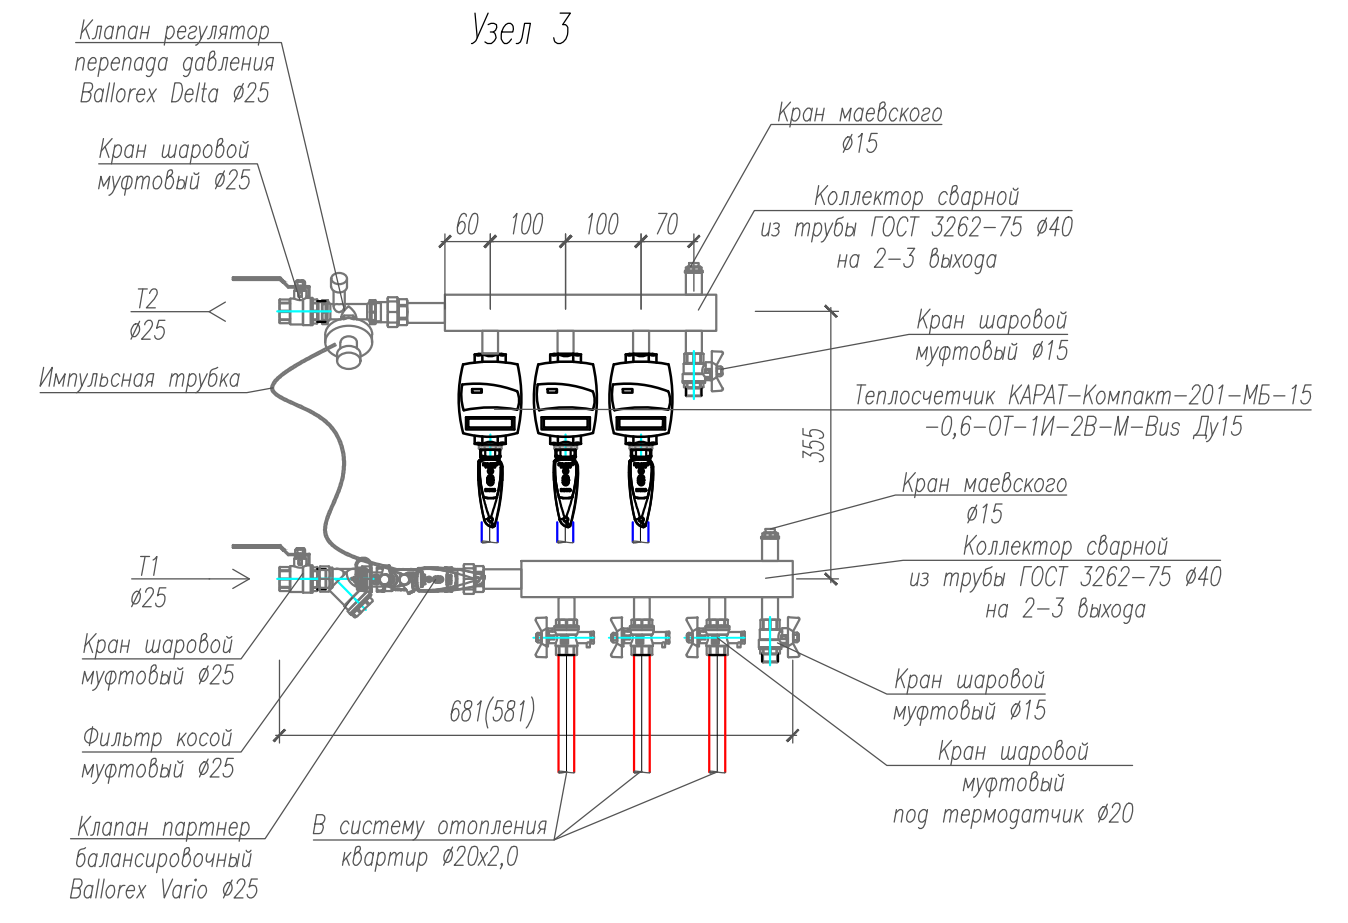 Узел 3
Клапан регулятор
перепада давления
Ballorex Delta Ø25
Кран шаровой
муфтовый Ø25
Кран маевского
Ø15
Коллектор сварной
из трубы ГОСТ 3262-75 Ø40
на 2-3 выхода
60
100
100
70
Т2
Ø25
Кран шаровой
муфтовый Ø15
Импульсная трубка
Теплосчетчик КАРАТ-Компакт-201-МБ-15
-0,6-ОТ-1И-2В-М-Bus Ду15
355
Кран маевского
Ø15
Коллектор сварной
из трубы ГОСТ 3262-75 Ø40
на 2-3 выхода
Т1
Ø25
Кран шаровой
муфтовый Ø25
Кран шаровой
муфтовый Ø15
681(581)
Фильтр косой
муфтовый Ø25
Кран шаровой
муфтовый
под термодатчик Ø20
Клапан партнер
балансировочный
Ballorex Vario Ø25
В систему отопления
квартир Ø20х2,0